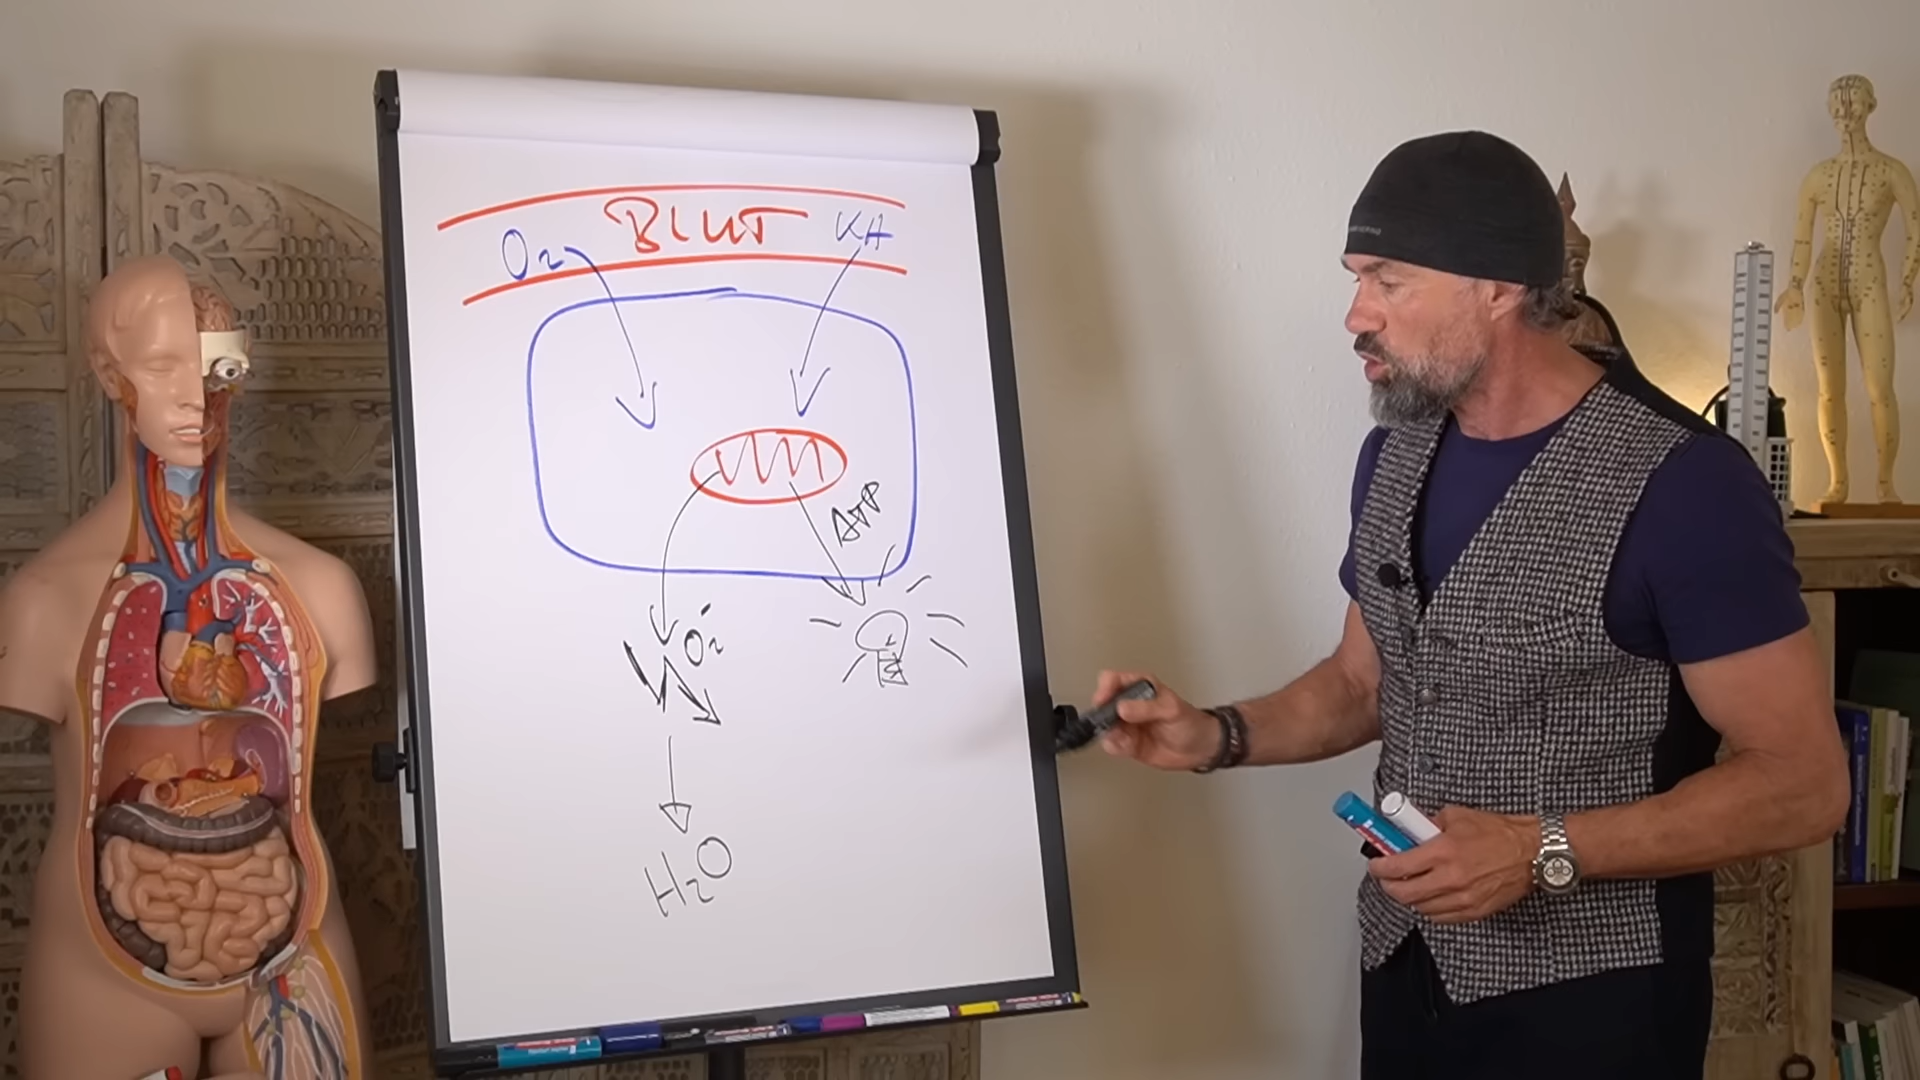 BLUT
O₂
KH
ATP
O₂⁻
H₂O